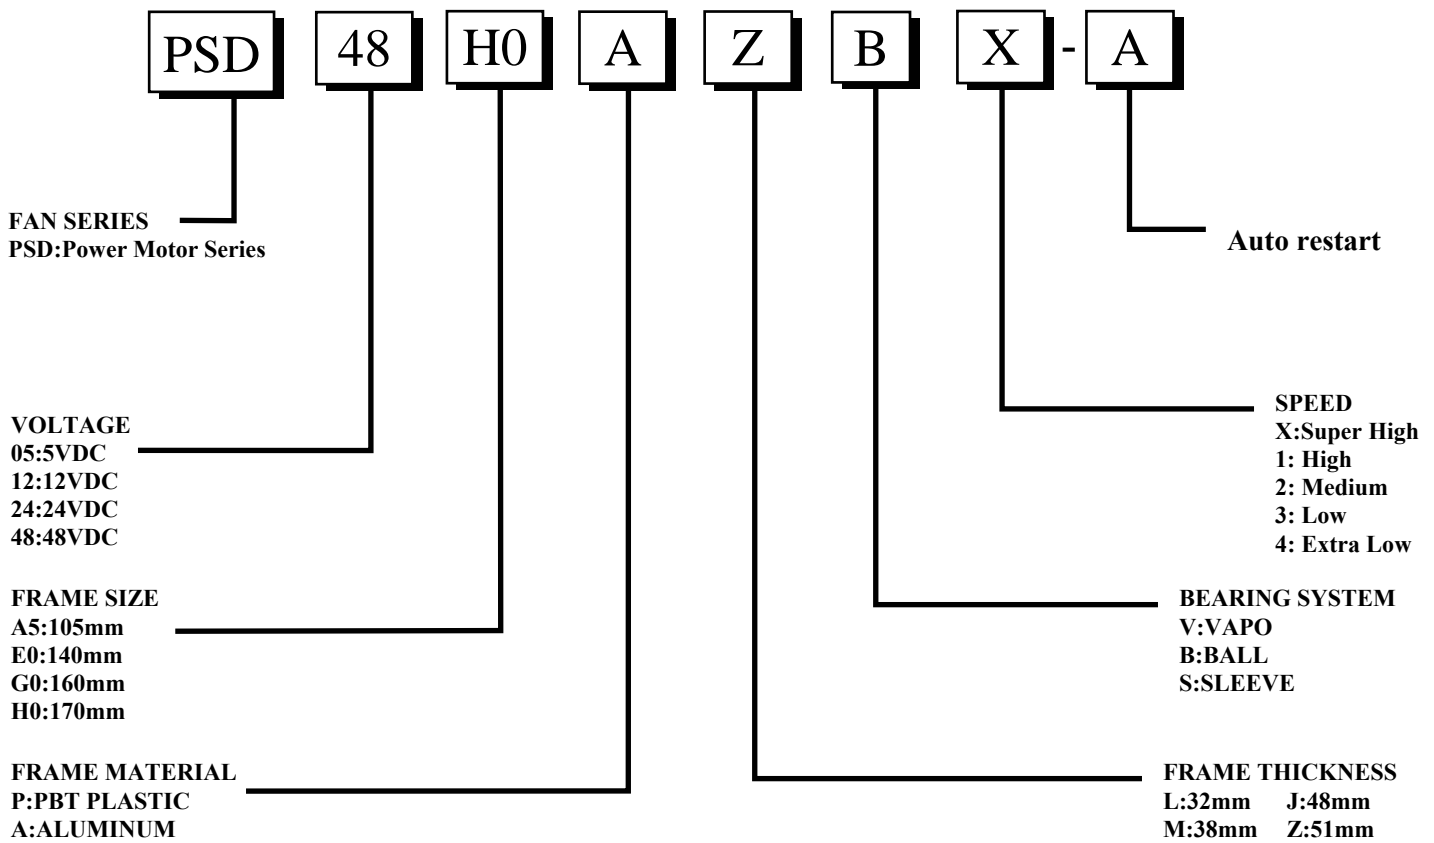 PSD 48 H0 A Z B X - A
FAN SERIES
PSD:Power Motor Series
Auto restart
VOLTAGE
05:5VDC
12:12VDC
24:24VDC
48:48VDC
SPEED
X:Super High
1: High
2: Medium
3: Low
4: Extra Low
FRAME SIZE
A5:105mm
E0:140mm
G0:160mm
H0:170mm
BEARING SYSTEM
V:VAPO
B:BALL
S:SLEEVE
FRAME MATERIAL
P:PBT PLASTIC
A:ALUMINUM
FRAME THICKNESS
L:32mm J:48mm
M:38mm Z:51mm